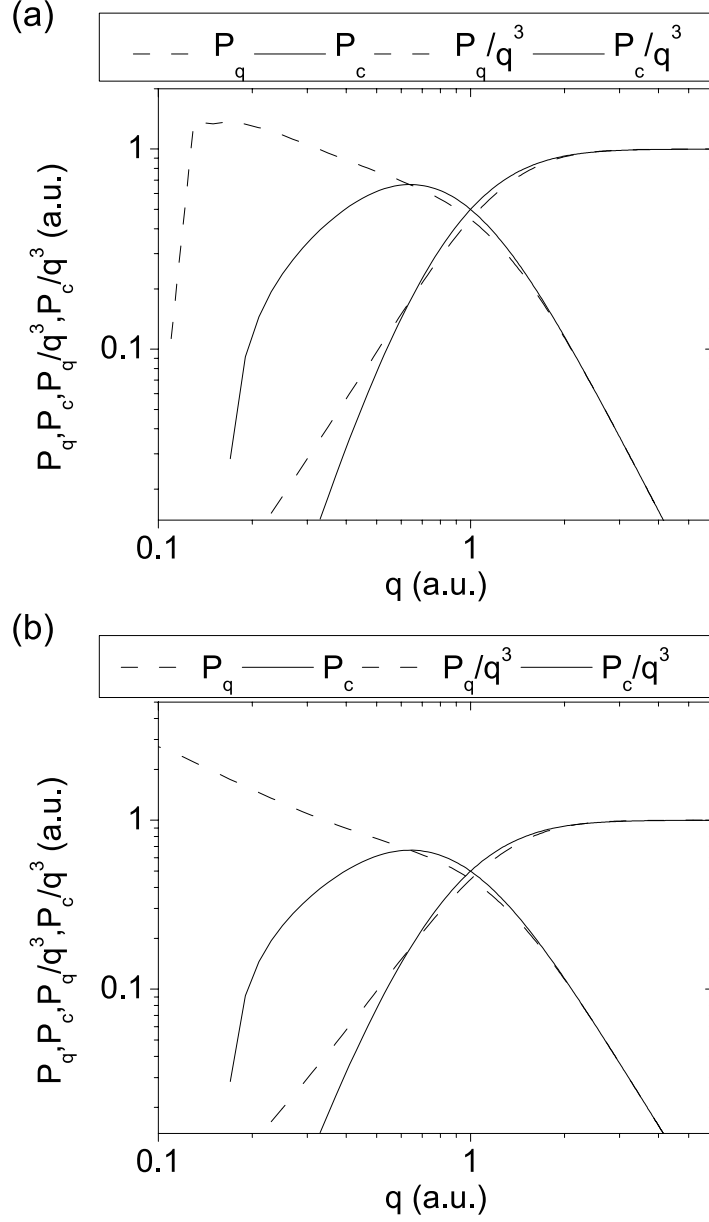 (a)
P_q P_c P_q/q^3 P_c/q^3
P_q,P_c,P_q/q^3,P_c/q^3 (a.u.)
1
0.1
0.1 1
q (a.u.)
(b)
P_q P_c P_q/q^3 P_c/q^3
P_q,P_c,P_q/q^3,P_c/q^3 (a.u.)
1
0.1
0.1 1
q (a.u.)